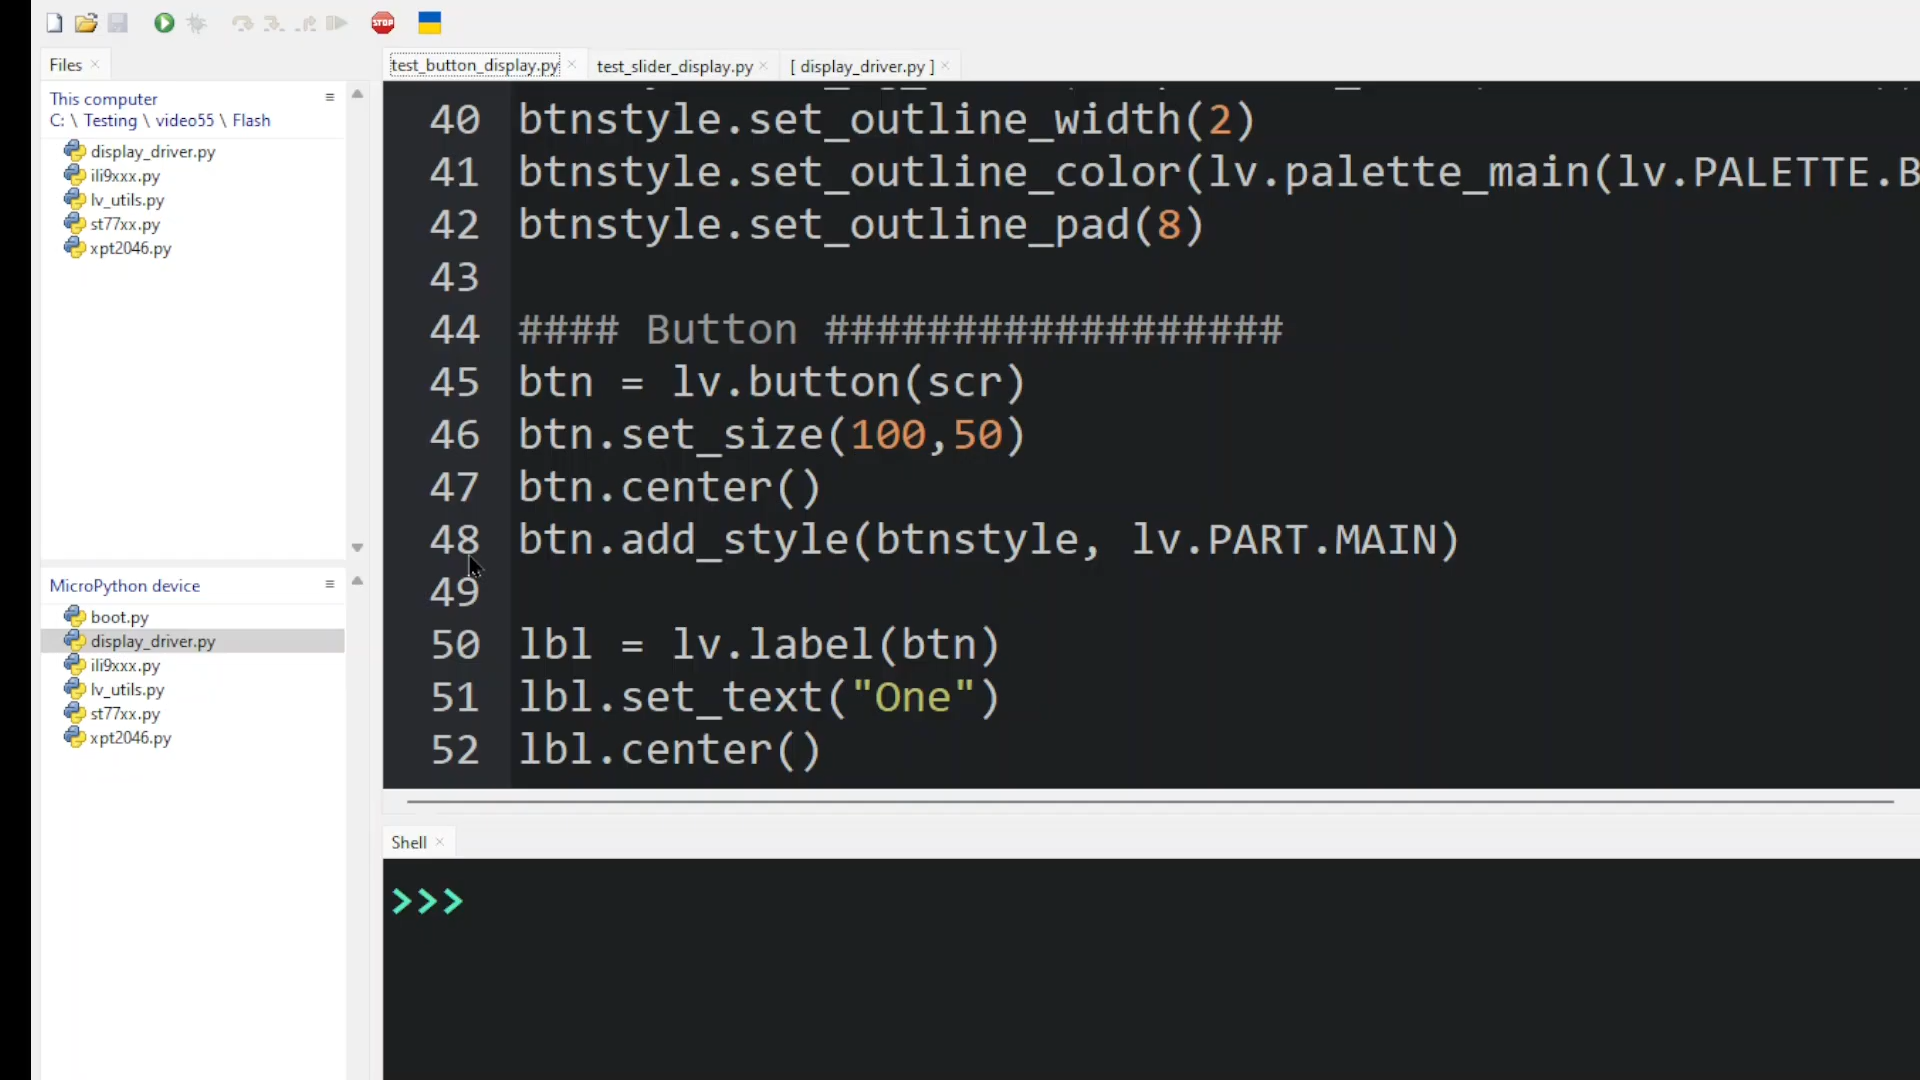 STOP
Files
test_button_display.py
test_slider_display.py
[ display_driver.py ]
This computer
C: \ Testing \ video55 \ Flash
display_driver.py
ili9xxx.py
lv_utils.py
st77xx.py
xpt2046.py
MicroPython device
boot.py
display_driver.py
ili9xxx.py
lv_utils.py
st77xx.py
xpt2046.py
40 btnstyle.set_outline_width(2)
41 btnstyle.set_outline_color(lv.palette_main(lv.PALETTE.B
42 btnstyle.set_outline_pad(8)
43
44 #### Button ##################
45 btn = lv.button(scr)
46 btn.set_size(100,50)
47 btn.center()
48 btn.add_style(btnstyle, lv.PART.MAIN)
49
50 lbl = lv.label(btn)
51 lbl.set_text("One")
52 lbl.center()
Shell
>>>